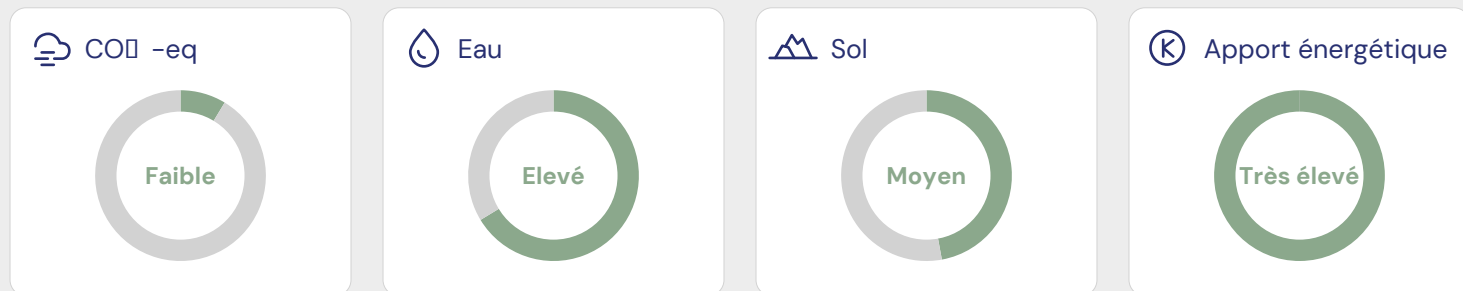 CO▯ -eq
Faible
Eau
Elevé
Sol
Moyen
Apport énergétique
Très élevé